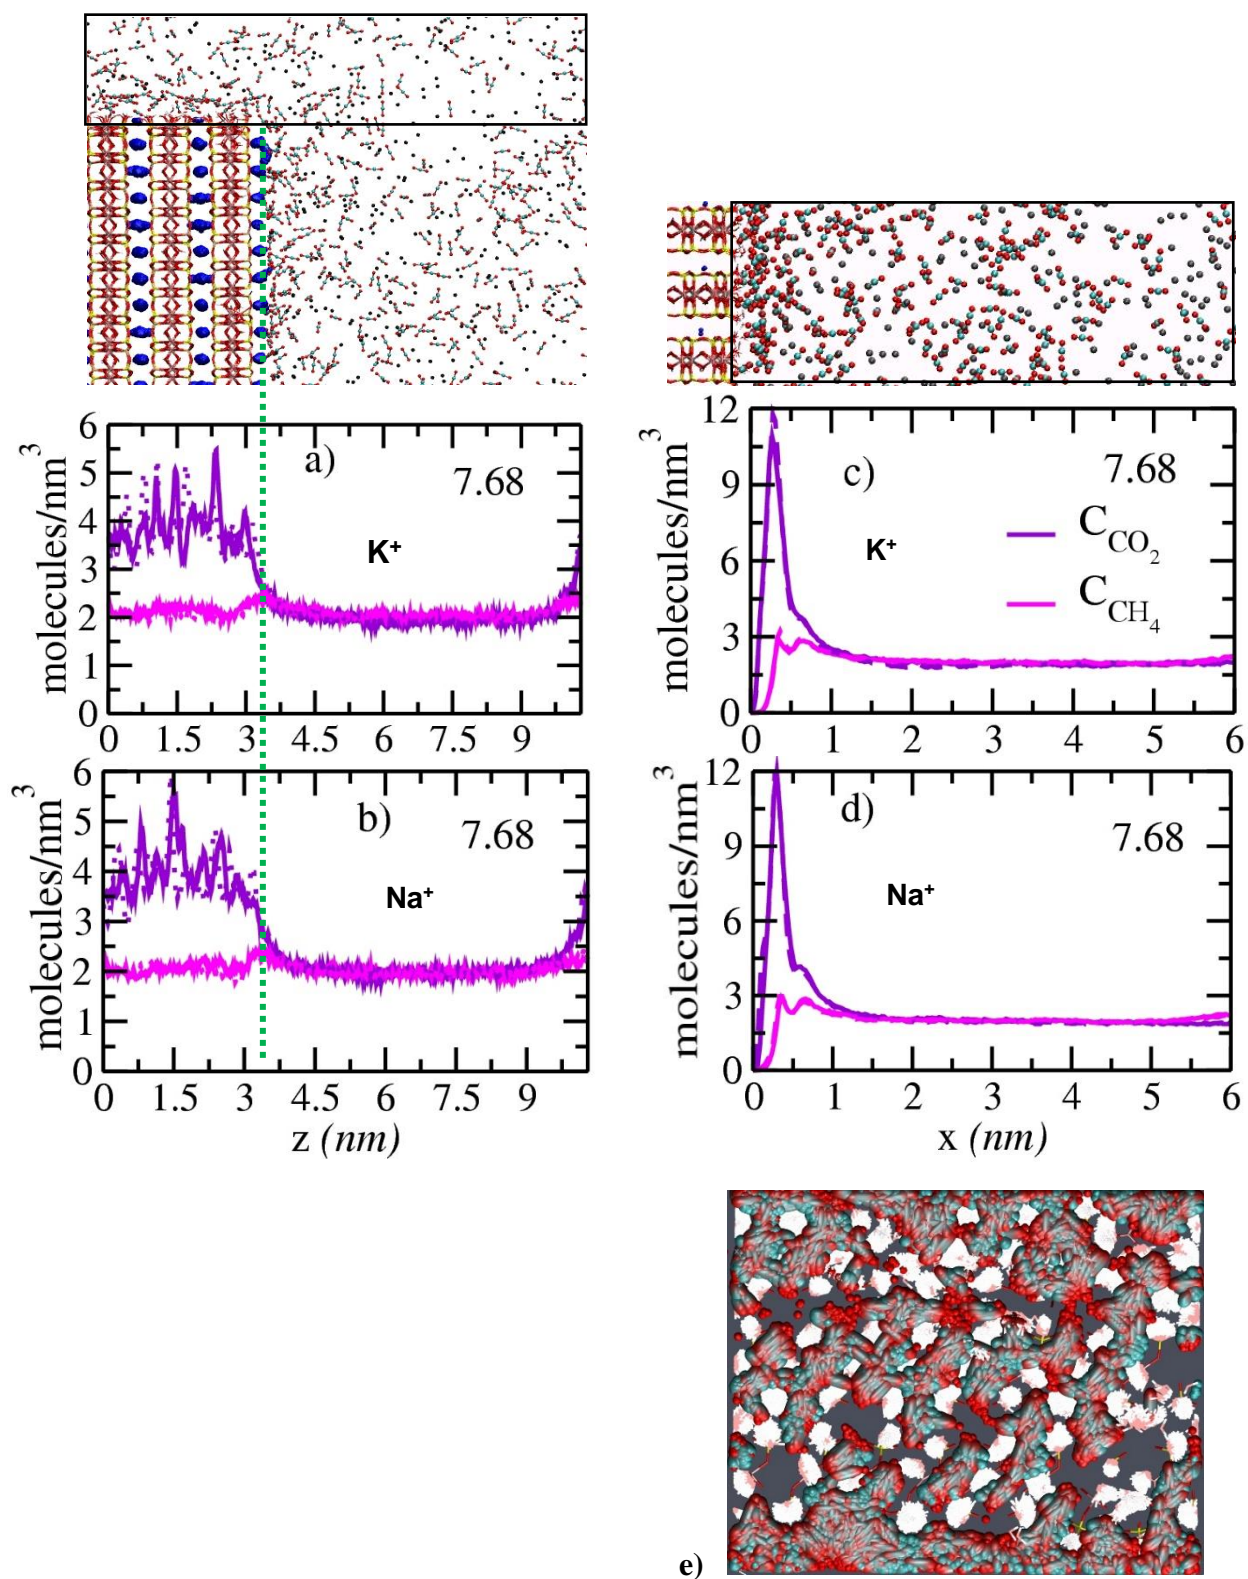 6
5
4
3
2
1
0
molecules/nm³
a)
7.68
K⁺
0 1.5 3 4.5 6 7.5 9
12
9
6
3
0
molecules/nm³
c)
7.68
K⁺
C_CO₂
C_CH₄
0 1 2 3 4 5 6
6
5
4
3
2
1
0
molecules/nm³
b)
7.68
Na⁺
0 1.5 3 4.5 6 7.5 9
z (nm)
12
9
6
3
0
molecules/nm³
d)
7.68
Na⁺
0 1 2 3 4 5 6
x (nm)
e)